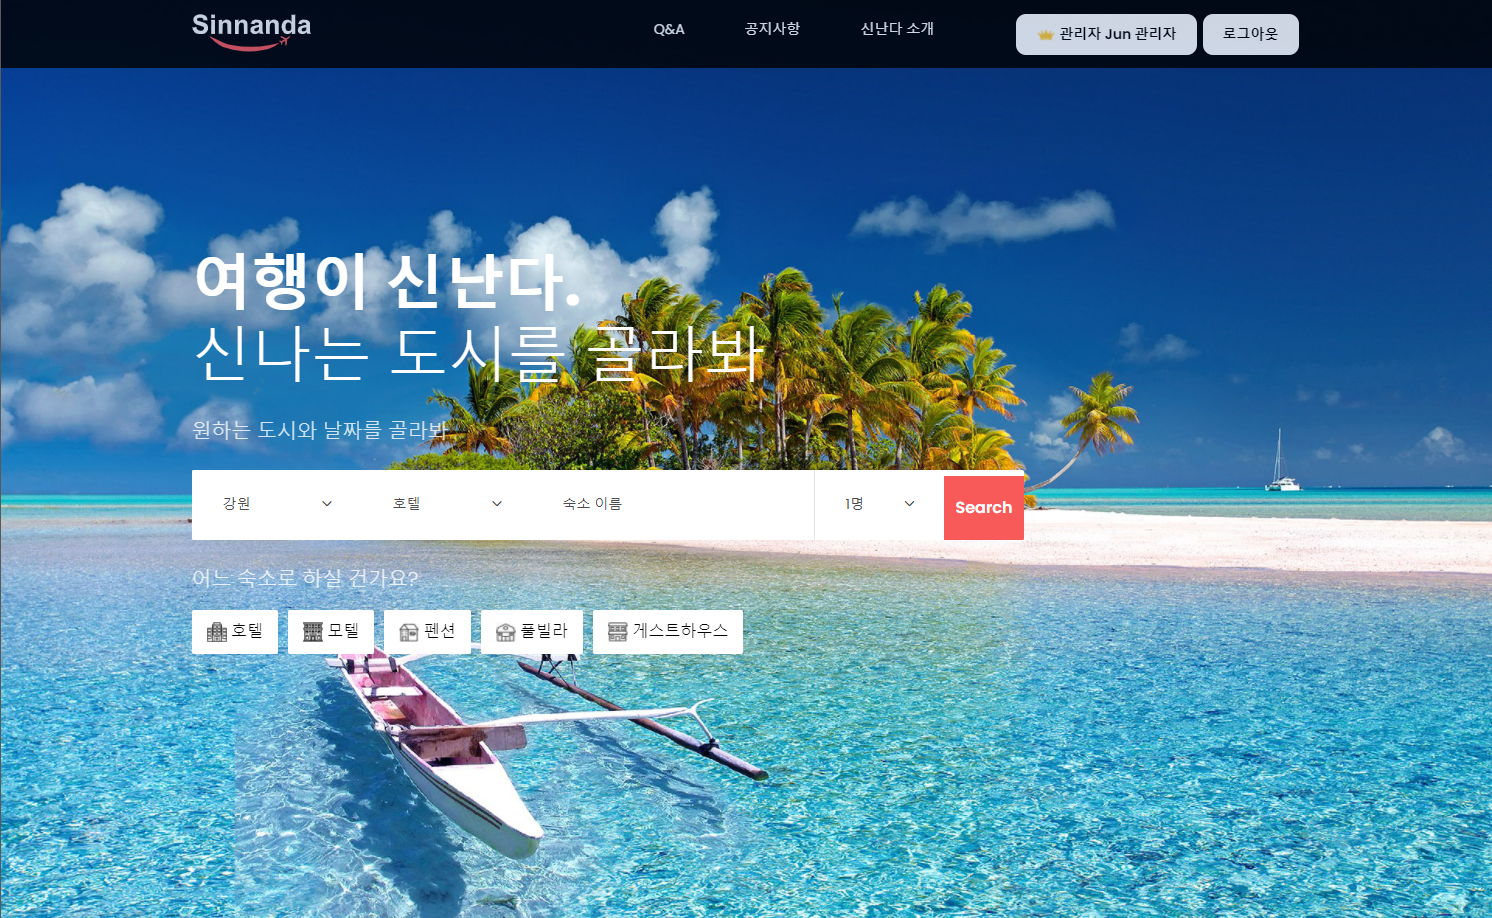 Sinnanda
Q&A
공지사항
신난다 소개
관리자 Jun 관리자
로그아웃
여행이 신난다.
신나는 도시를 골라봐
원하는 도시와 날짜를 골라봐
강원
호텔
숙소 이름
1명
Search
어느 숙소로 하실 건가요?
호텔
모텔
펜션
풀빌라
게스트하우스